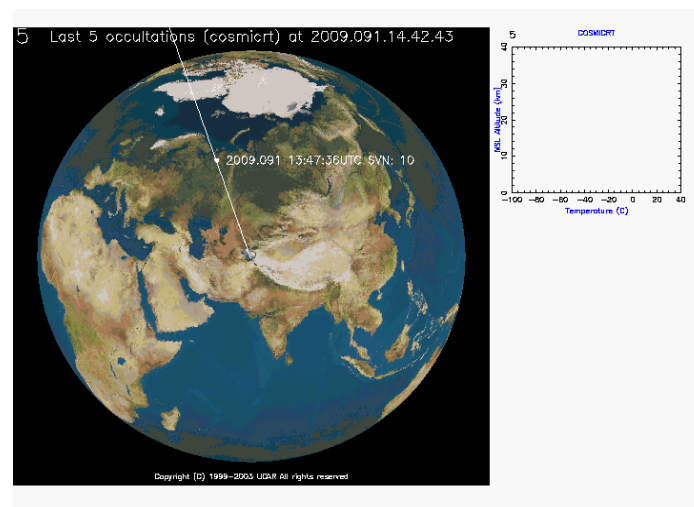 5 Last 5 occultations (cosmicrt) at 2009.091.14.42.43
2009.091 13:47:36UTC SVN: 10
Copyright (C) 1999-2003 UCAR All rights reserved
5 COSMICRT
MSL Altitude (km)
40
30
20
10
0
-100 -80 -60 -40 -20 0 20 40
Temperature (C)